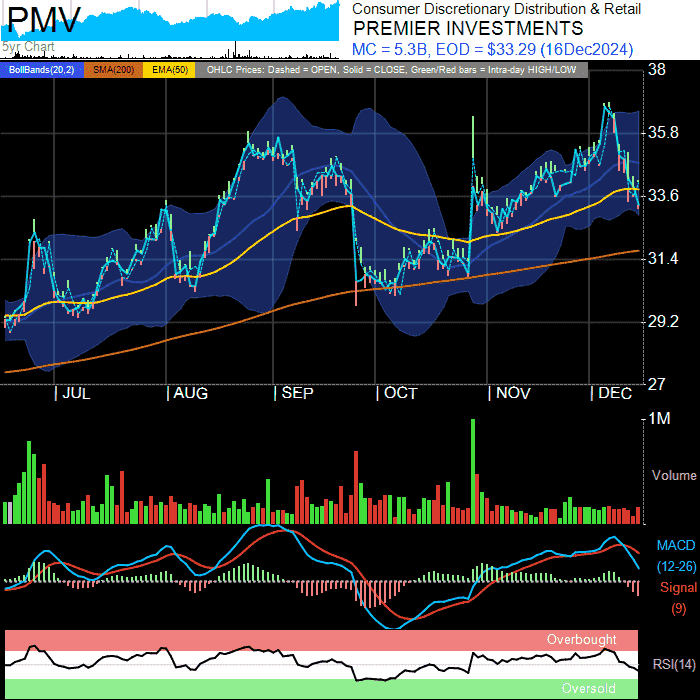 PMV
5yr Chart
Consumer Discretionary Distribution & Retail
PREMIER INVESTMENTS
MC = 5.3B, EOD = $33.29 (16Dec2024)
BollBands(20,2) SMA(200) EMA(50) OHLC Prices: Dashed = OPEN, Solid = CLOSE, Green/Red bars = Intra-day HIGH/LOW
38
35.8
33.6
31.4
29.2
27
| JUL | AUG | SEP | OCT | NOV | DEC
1M
Volume
MACD
(12-26)
Signal
(9)
Overbought
RSI(14)
Oversold